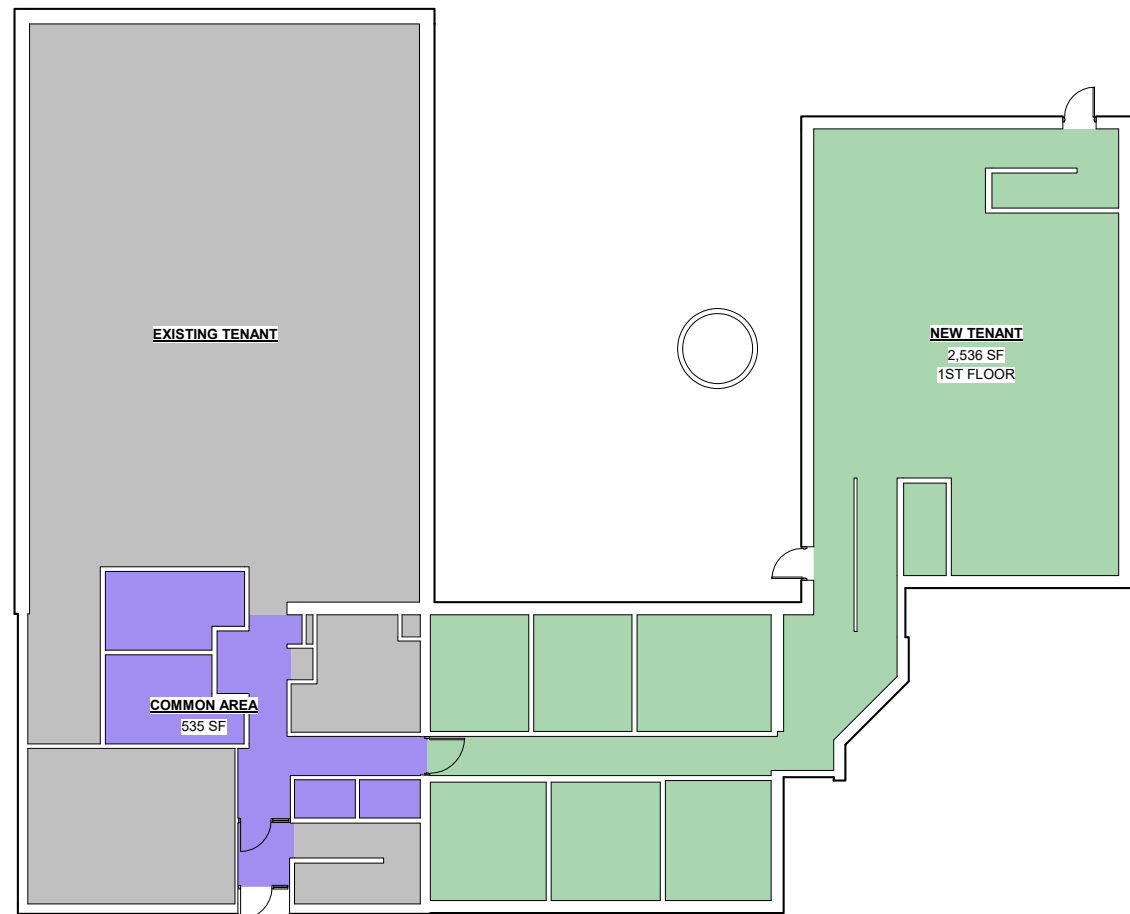 EXISTING TENANT
NEW TENANT
2,536 SF
1ST FLOOR
COMMON AREA
535 SF